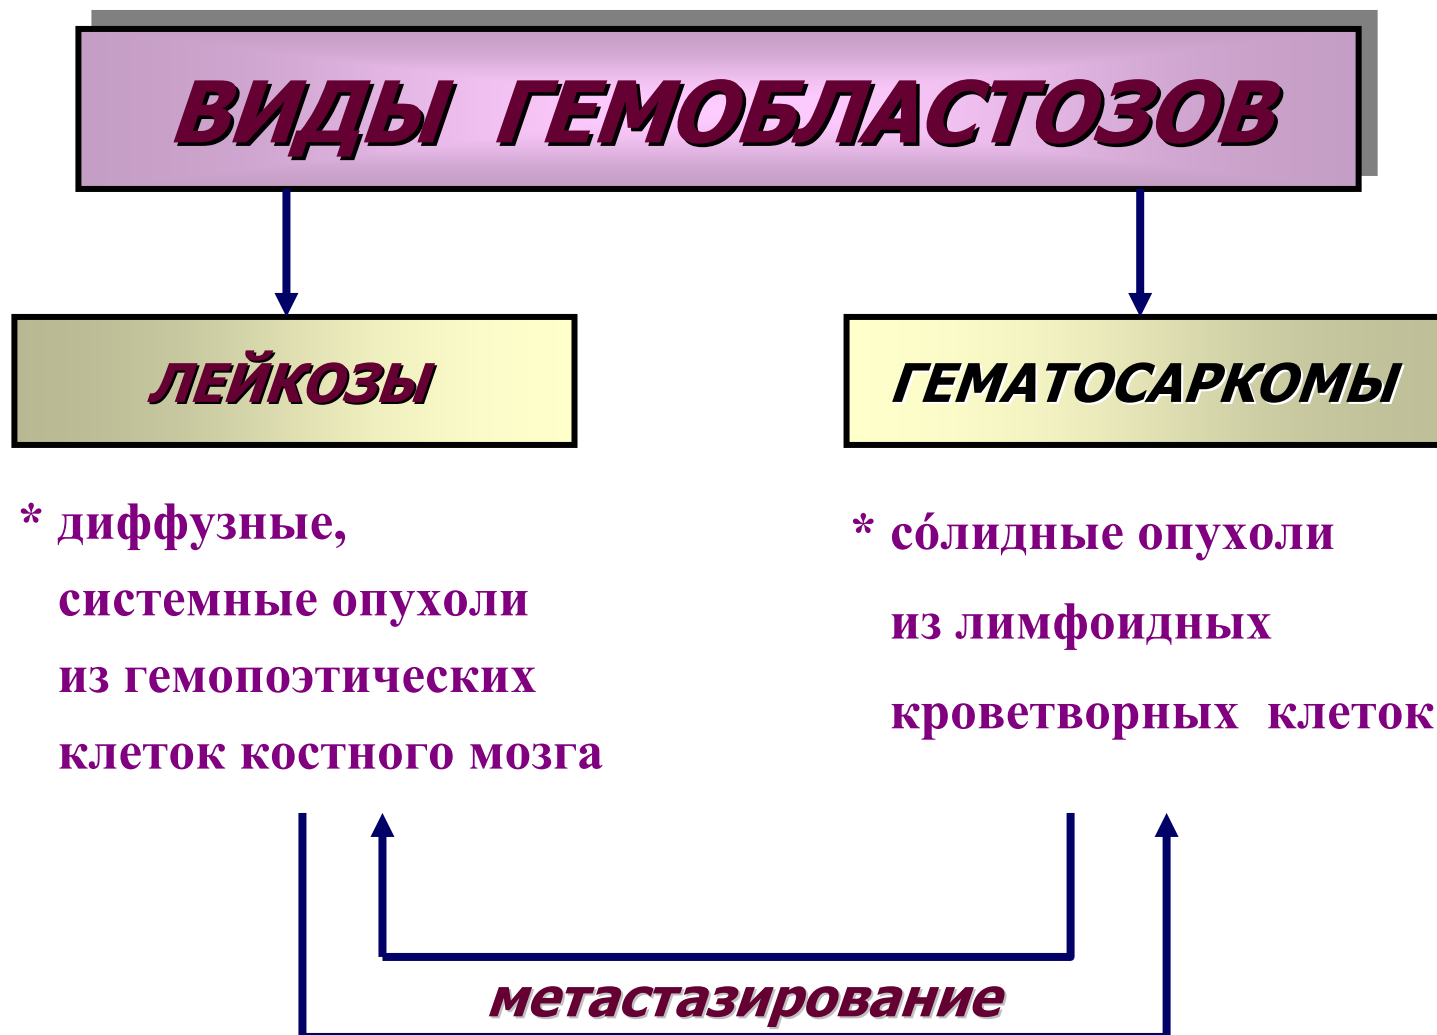 ВИДЫ ГЕМОБЛАСТОЗОВ
ЛЕЙКОЗЫ
* диффузные,
системные опухоли
из гемопоэтических
клеток костного мозга
ГЕМАТОСАРКОМЫ
* со́лидные опухоли
из лимфоидных
кроветворных клеток
метастазирование